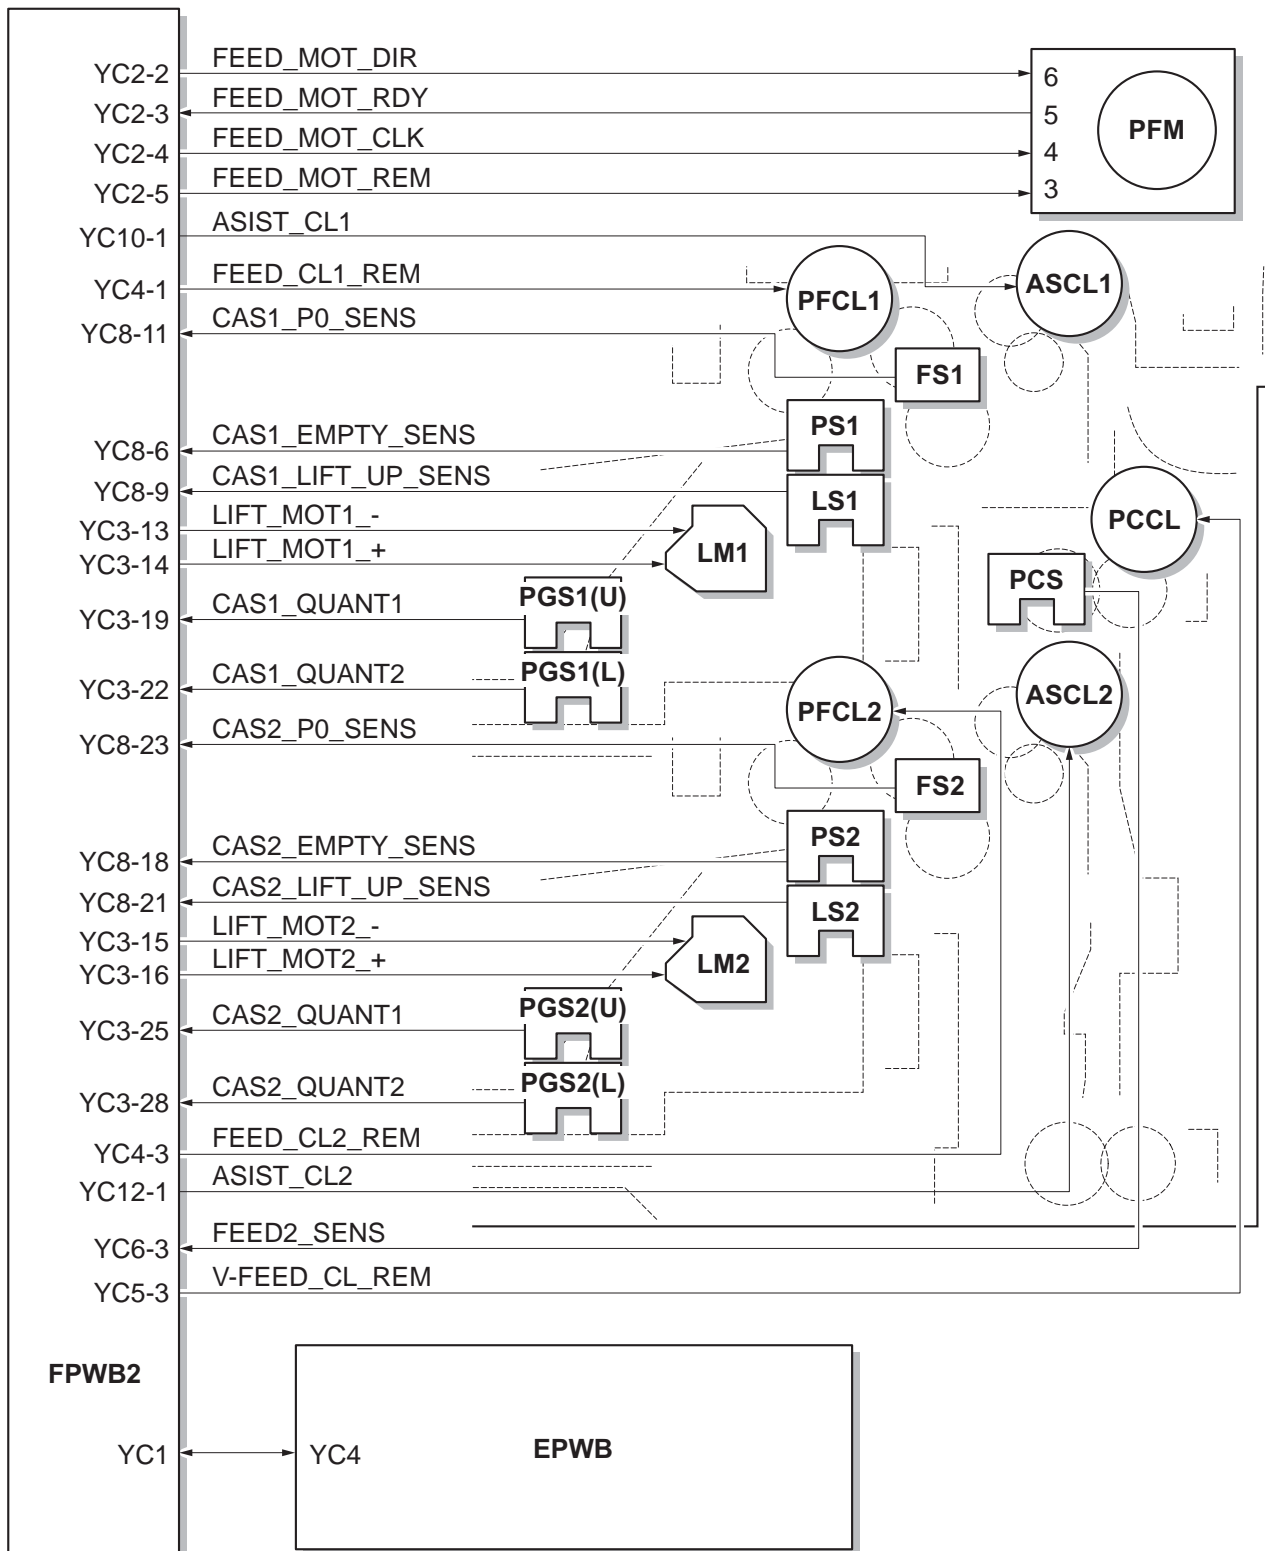 YC2-2 FEED_MOT_DIR 6
YC2-3 FEED_MOT_RDY 5
PFM
YC2-4 FEED_MOT_CLK 4
YC2-5 FEED_MOT_REM 3
YC10-1 ASIST_CL1
ASCL1
YC4-1 FEED_CL1_REM
PFCL1
YC8-11 CAS1_P0_SENS
FS1
PS1
YC8-6 CAS1_EMPTY_SENS
YC8-9 CAS1_LIFT_UP_SENS
LS1
PCCL
YC3-13 LIFT_MOT1_-
YC3-14 LIFT_MOT1_+
LM1
PCS
PGS1(U)
YC3-19 CAS1_QUANT1
PGS1(L)
YC3-22 CAS1_QUANT2
ASCL2
PFCL2
YC8-23 CAS2_P0_SENS
FS2
PS2
YC8-18 CAS2_EMPTY_SENS
YC8-21 CAS2_LIFT_UP_SENS
LS2
YC3-15 LIFT_MOT2_-
YC3-16 LIFT_MOT2_+
LM2
PGS2(U)
YC3-25 CAS2_QUANT1
PGS2(L)
YC3-28 CAS2_QUANT2
YC4-3 FEED_CL2_REM
YC12-1 ASIST_CL2
YC6-3 FEED2_SENS
YC5-3 V-FEED_CL_REM
FPWB2
YC1 YC4 EPWB